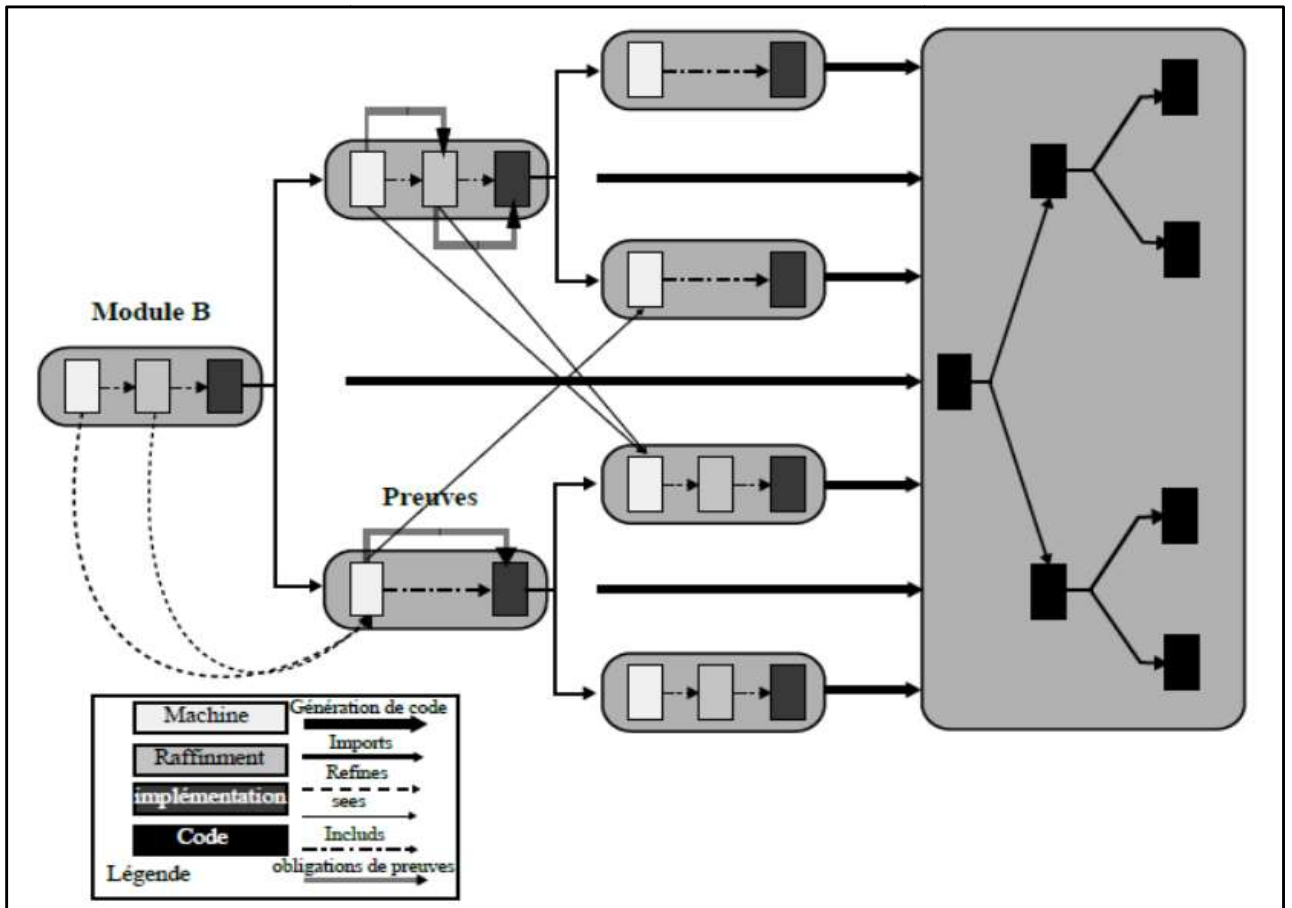 Module B
Preuves
Machine
Génération de code
Raffinment
Imports
Refines
implémentation
sees
Code
Includs
Légende
obligations de preuves